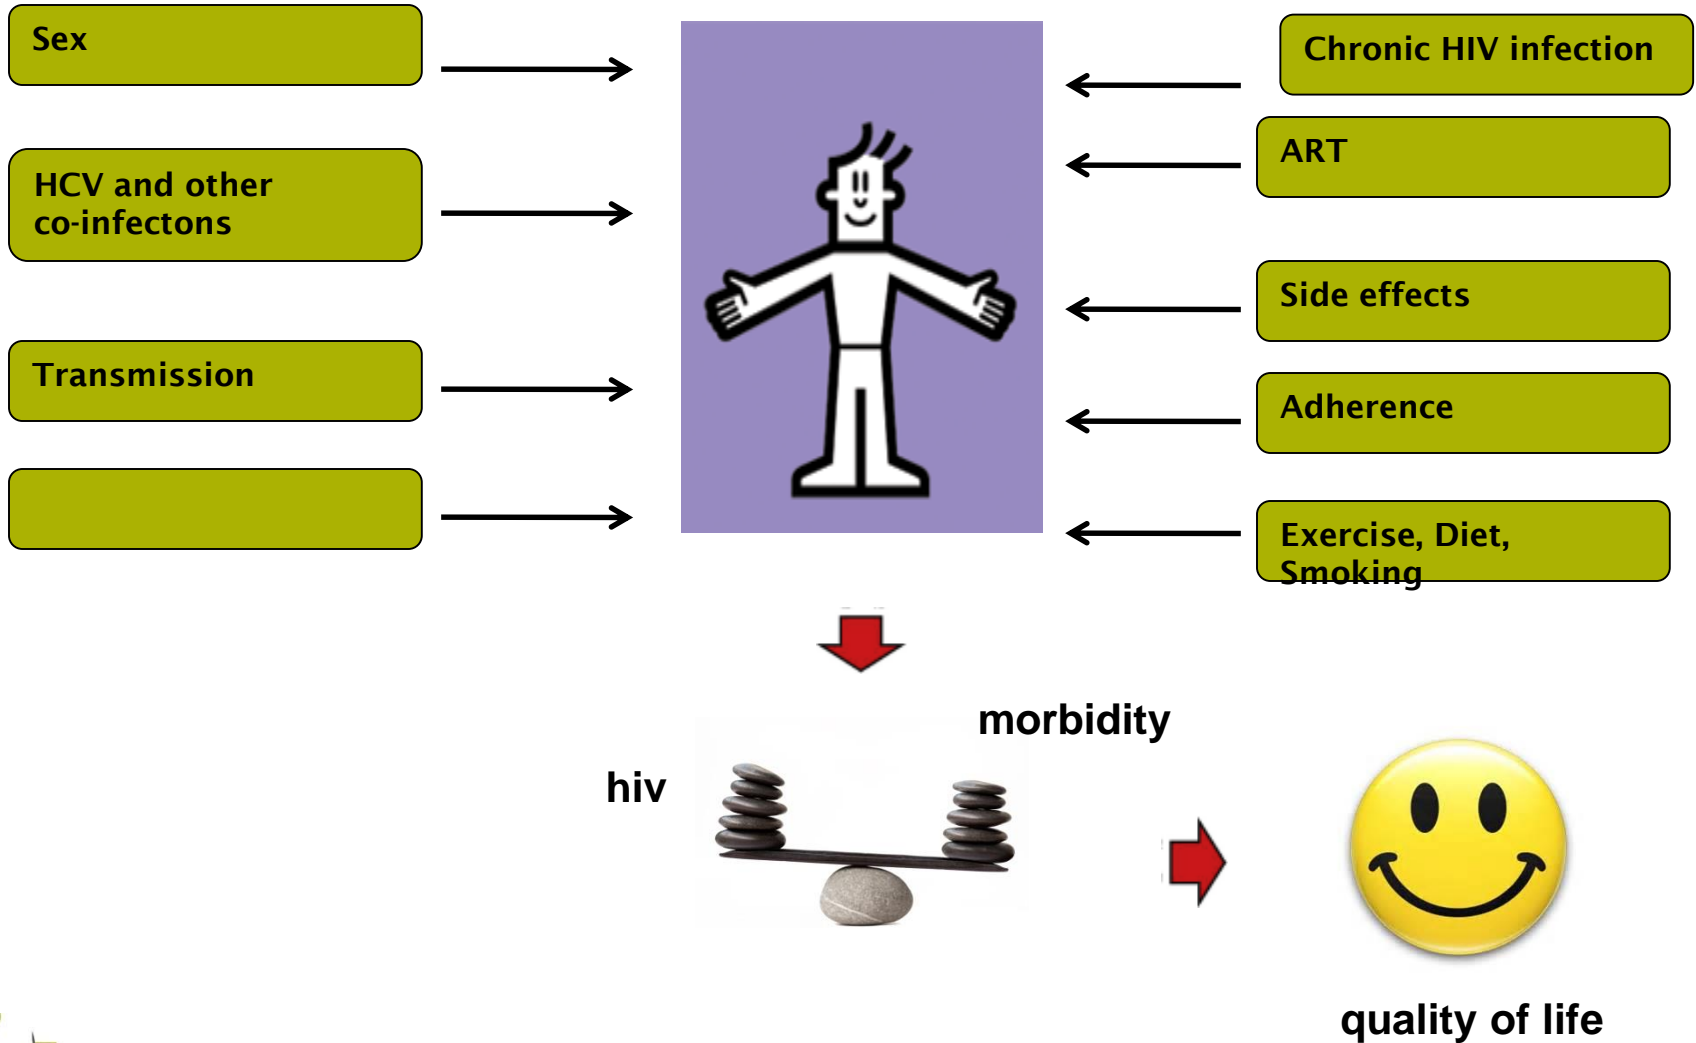 Sex
HCV and other
co-infectons
Transmission
Chronic HIV infection
ART
Side effects
Adherence
Exercise, Diet,
Smoking
morbidity
hiv
quality of life